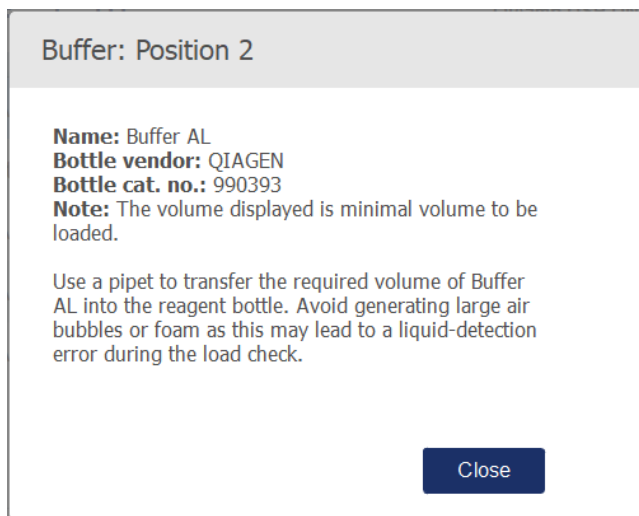 Buffer: Position 2
Name: Buffer AL
Bottle vendor: QIAGEN
Bottle cat. no.: 990393
Note: The volume displayed is minimal volume to be
loaded.
Use a pipet to transfer the required volume of Buffer
AL into the reagent bottle. Avoid generating large air
bubbles or foam as this may lead to a liquid-detection
error during the load check.
Close